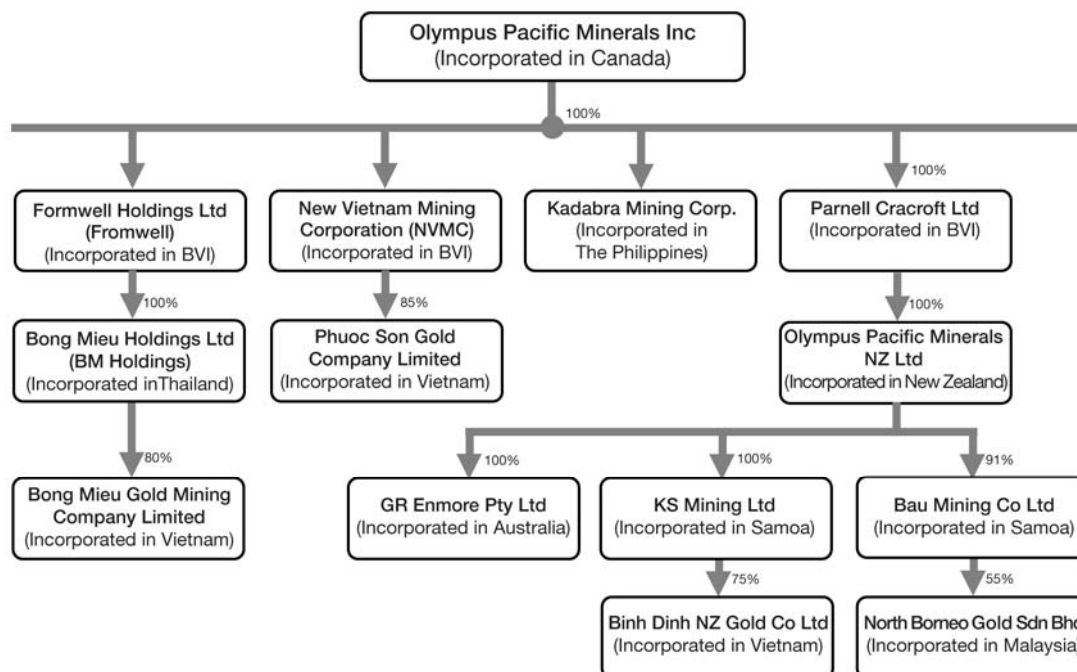 Olympus Pacific Minerals Inc
(Incorporated in Canada)
100%
100%
Formwell Holdings Ltd
(Fromwell)
(Incorporated in BVI)
New Vietnam Mining
Corporation (NVMC)
(Incorporated in BVI)
Kadabra Mining Corp.
(Incorporated in
The Philippines)
Parnell Cracroft Ltd
(Incorporated in BVI)
100%
85%
100%
Bong Mieu Holdings Ltd
(BM Holdings)
(Incorporated inThailand)
Phuoc Son Gold
Company Limited
(Incorporated in Vietnam)
Olympus Pacific Minerals
NZ Ltd
(Incorporated in New Zealand)
80%
100%
100%
91%
Bong Mieu Gold Mining
Company Limited
(Incorporated in Vietnam)
GR Enmore Pty Ltd
(Incorporated in Australia)
KS Mining Ltd
(Incorporated in Samoa)
Bau Mining Co Ltd
(Incorporated in Samoa)
75%
55%
Binh Dinh NZ Gold Co Ltd
(Incorporated in Vietnam)
North Borneo Gold Sdn Bhd
(Incorporated in Malaysia)